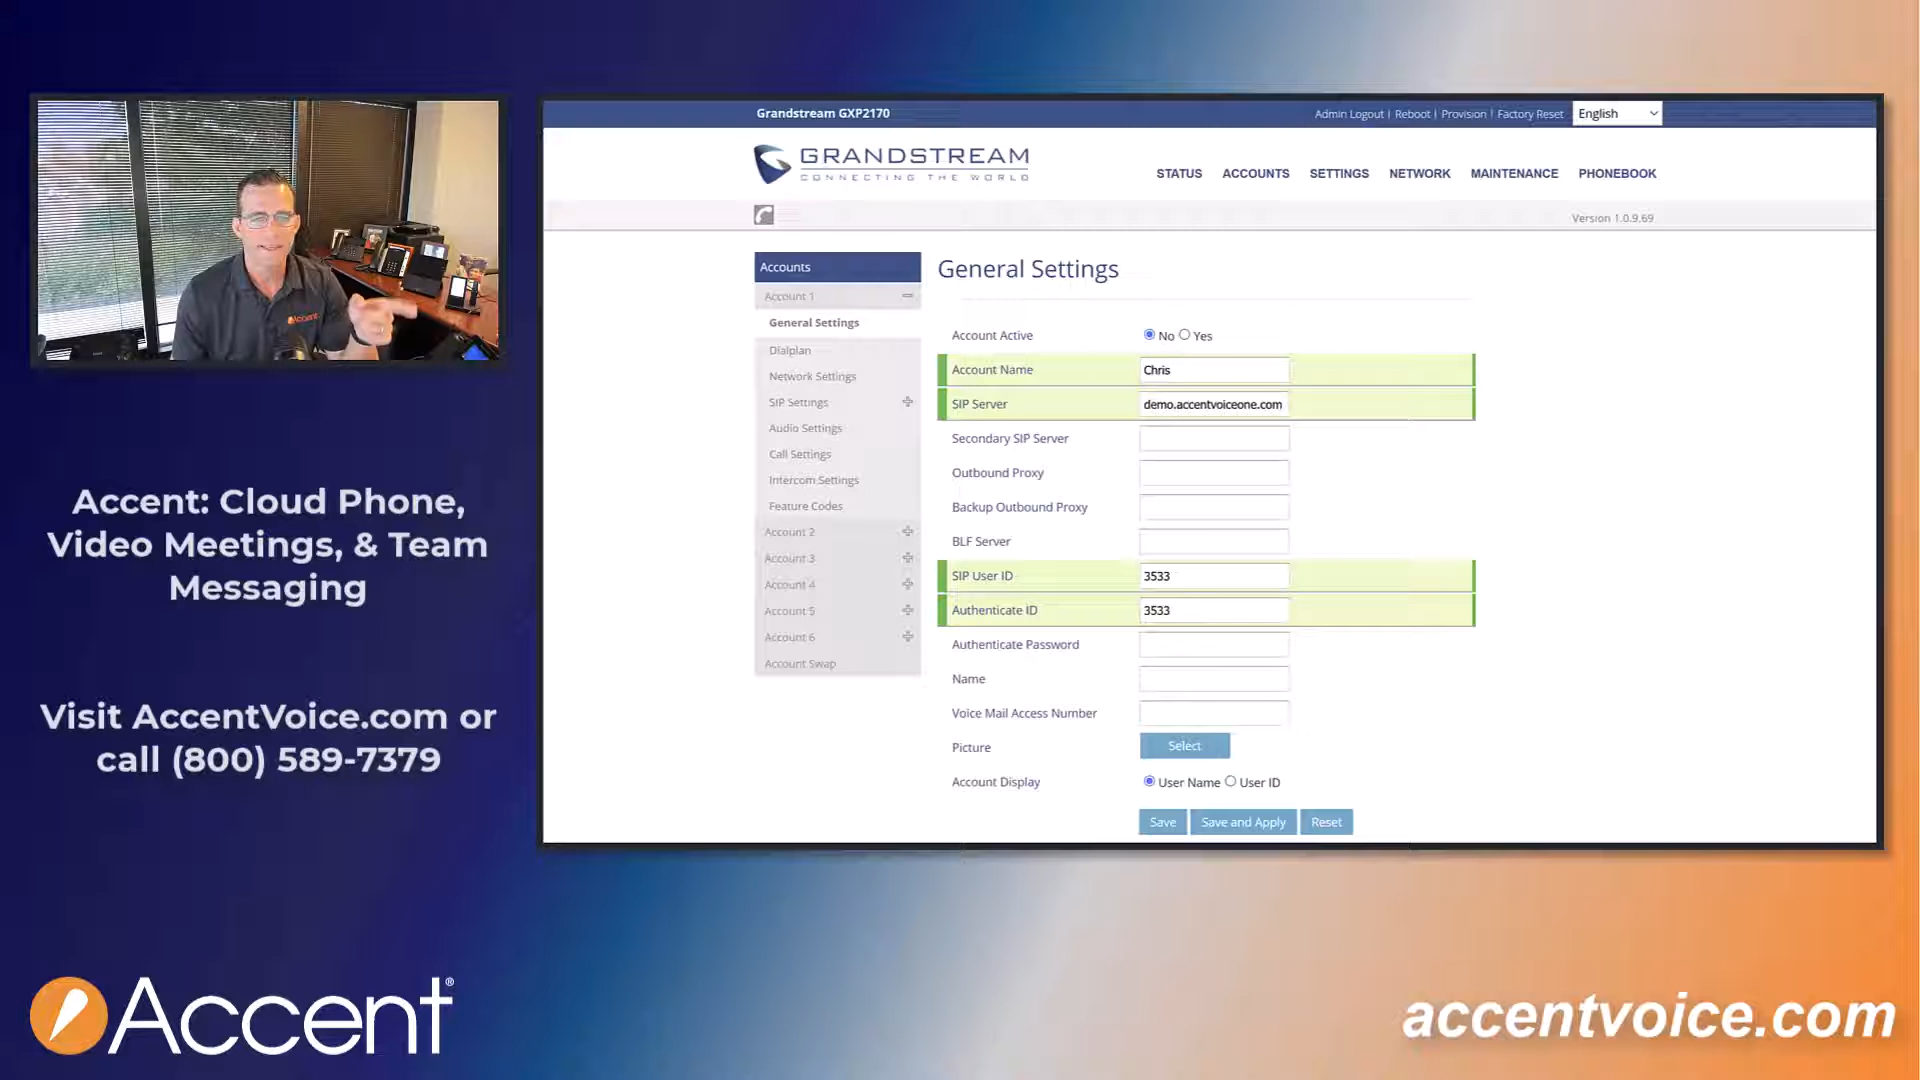 Accent
Accent: Cloud Phone,
Video Meetings, & Team
Messaging
Visit AccentVoice.com or
call (800) 589-7379
Accent®
Grandstream GXP2170
Admin Logout | Reboot | Provision | Factory Reset English
GRANDSTREAM
CONNECTING THE WORLD
STATUS ACCOUNTS SETTINGS NETWORK MAINTENANCE PHONEBOOK
Version 1.0.9.69
Accounts
Account 1
General Settings
Dialplan
Network Settings
SIP Settings
Audio Settings
Call Settings
Intercom Settings
Feature Codes
Account 2
Account 3
Account 4
Account 5
Account 6
Account Swap
General Settings
Account Active No Yes
Account Name Chris
SIP Server demo.accentvoiceone.com
Secondary SIP Server
Outbound Proxy
Backup Outbound Proxy
BLF Server
SIP User ID 3533
Authenticate ID 3533
Authenticate Password
Name
Voice Mail Access Number
Picture Select
Account Display User Name User ID
Save Save and Apply Reset
accentvoice.com